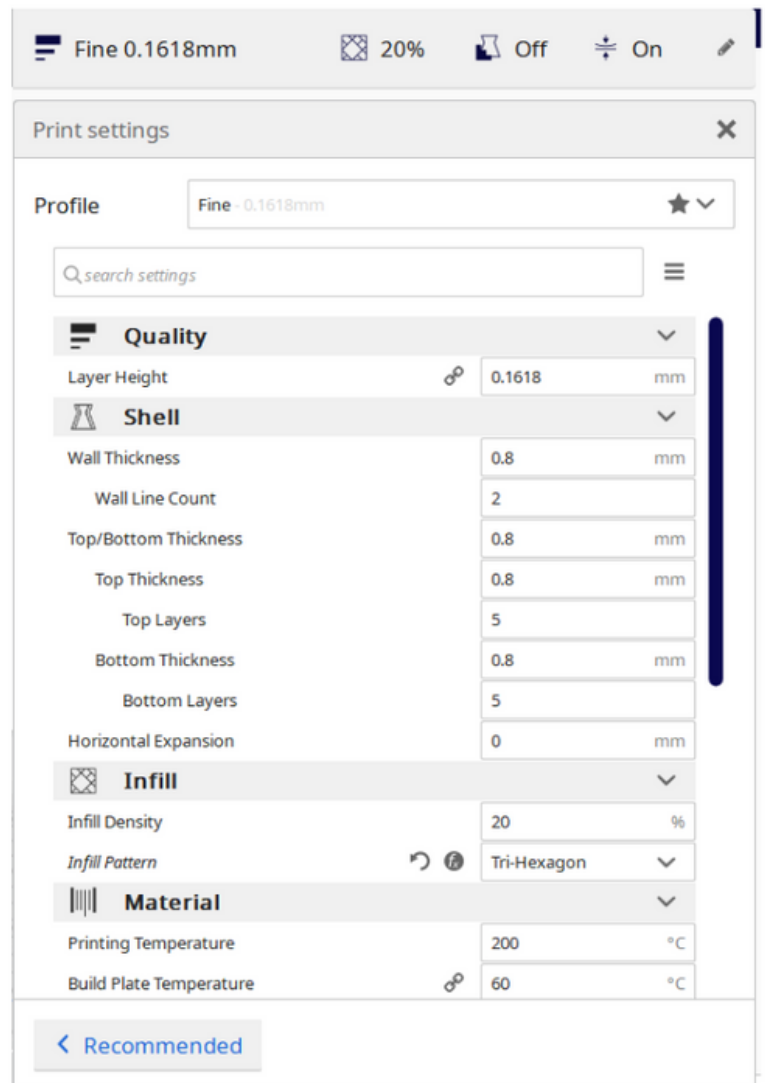 Fine 0.1618mm 20% Off On
Print settings
Profile Fine - 0.1618mm
search settings
Quality
Layer Height 0.1618 mm
Shell
Wall Thickness 0.8 mm
Wall Line Count 2
Top/Bottom Thickness 0.8 mm
Top Thickness 0.8 mm
Top Layers 5
Bottom Thickness 0.8 mm
Bottom Layers 5
Horizontal Expansion 0 mm
Infill
Infill Density 20 %
Infill Pattern Tri-Hexagon
Material
Printing Temperature 200 °C
Build Plate Temperature 60 °C
Recommended